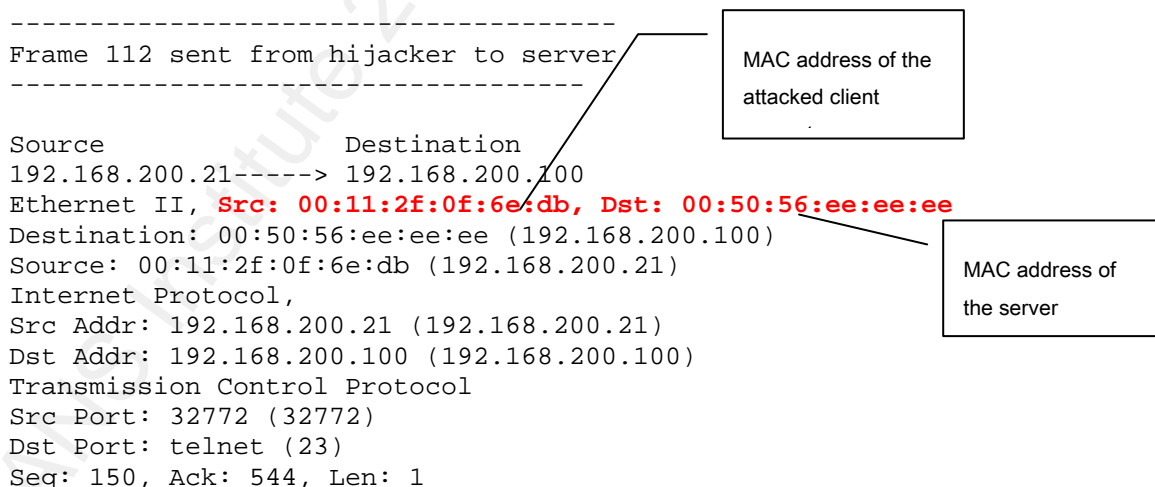 -------------------------------------
Frame 112 sent from hijacker to server
-----------------------------------
MAC address of the
attacked client
Source Destination
192.168.200.21-----> 192.168.200.100
Ethernet II, Src: 00:11:2f:0f:6e:db, Dst: 00:50:56:ee:ee:ee
Destination: 00:50:56:ee:ee:ee (192.168.200.100)
Source: 00:11:2f:0f:6e:db (192.168.200.21)
MAC address of
the server
Internet Protocol,
Src Addr: 192.168.200.21 (192.168.200.21)
Dst Addr: 192.168.200.100 (192.168.200.100)
Transmission Control Protocol
Src Port: 32772 (32772)
Dst Port: telnet (23)
Seq: 150, Ack: 544, Len: 1
ANS Institute 2